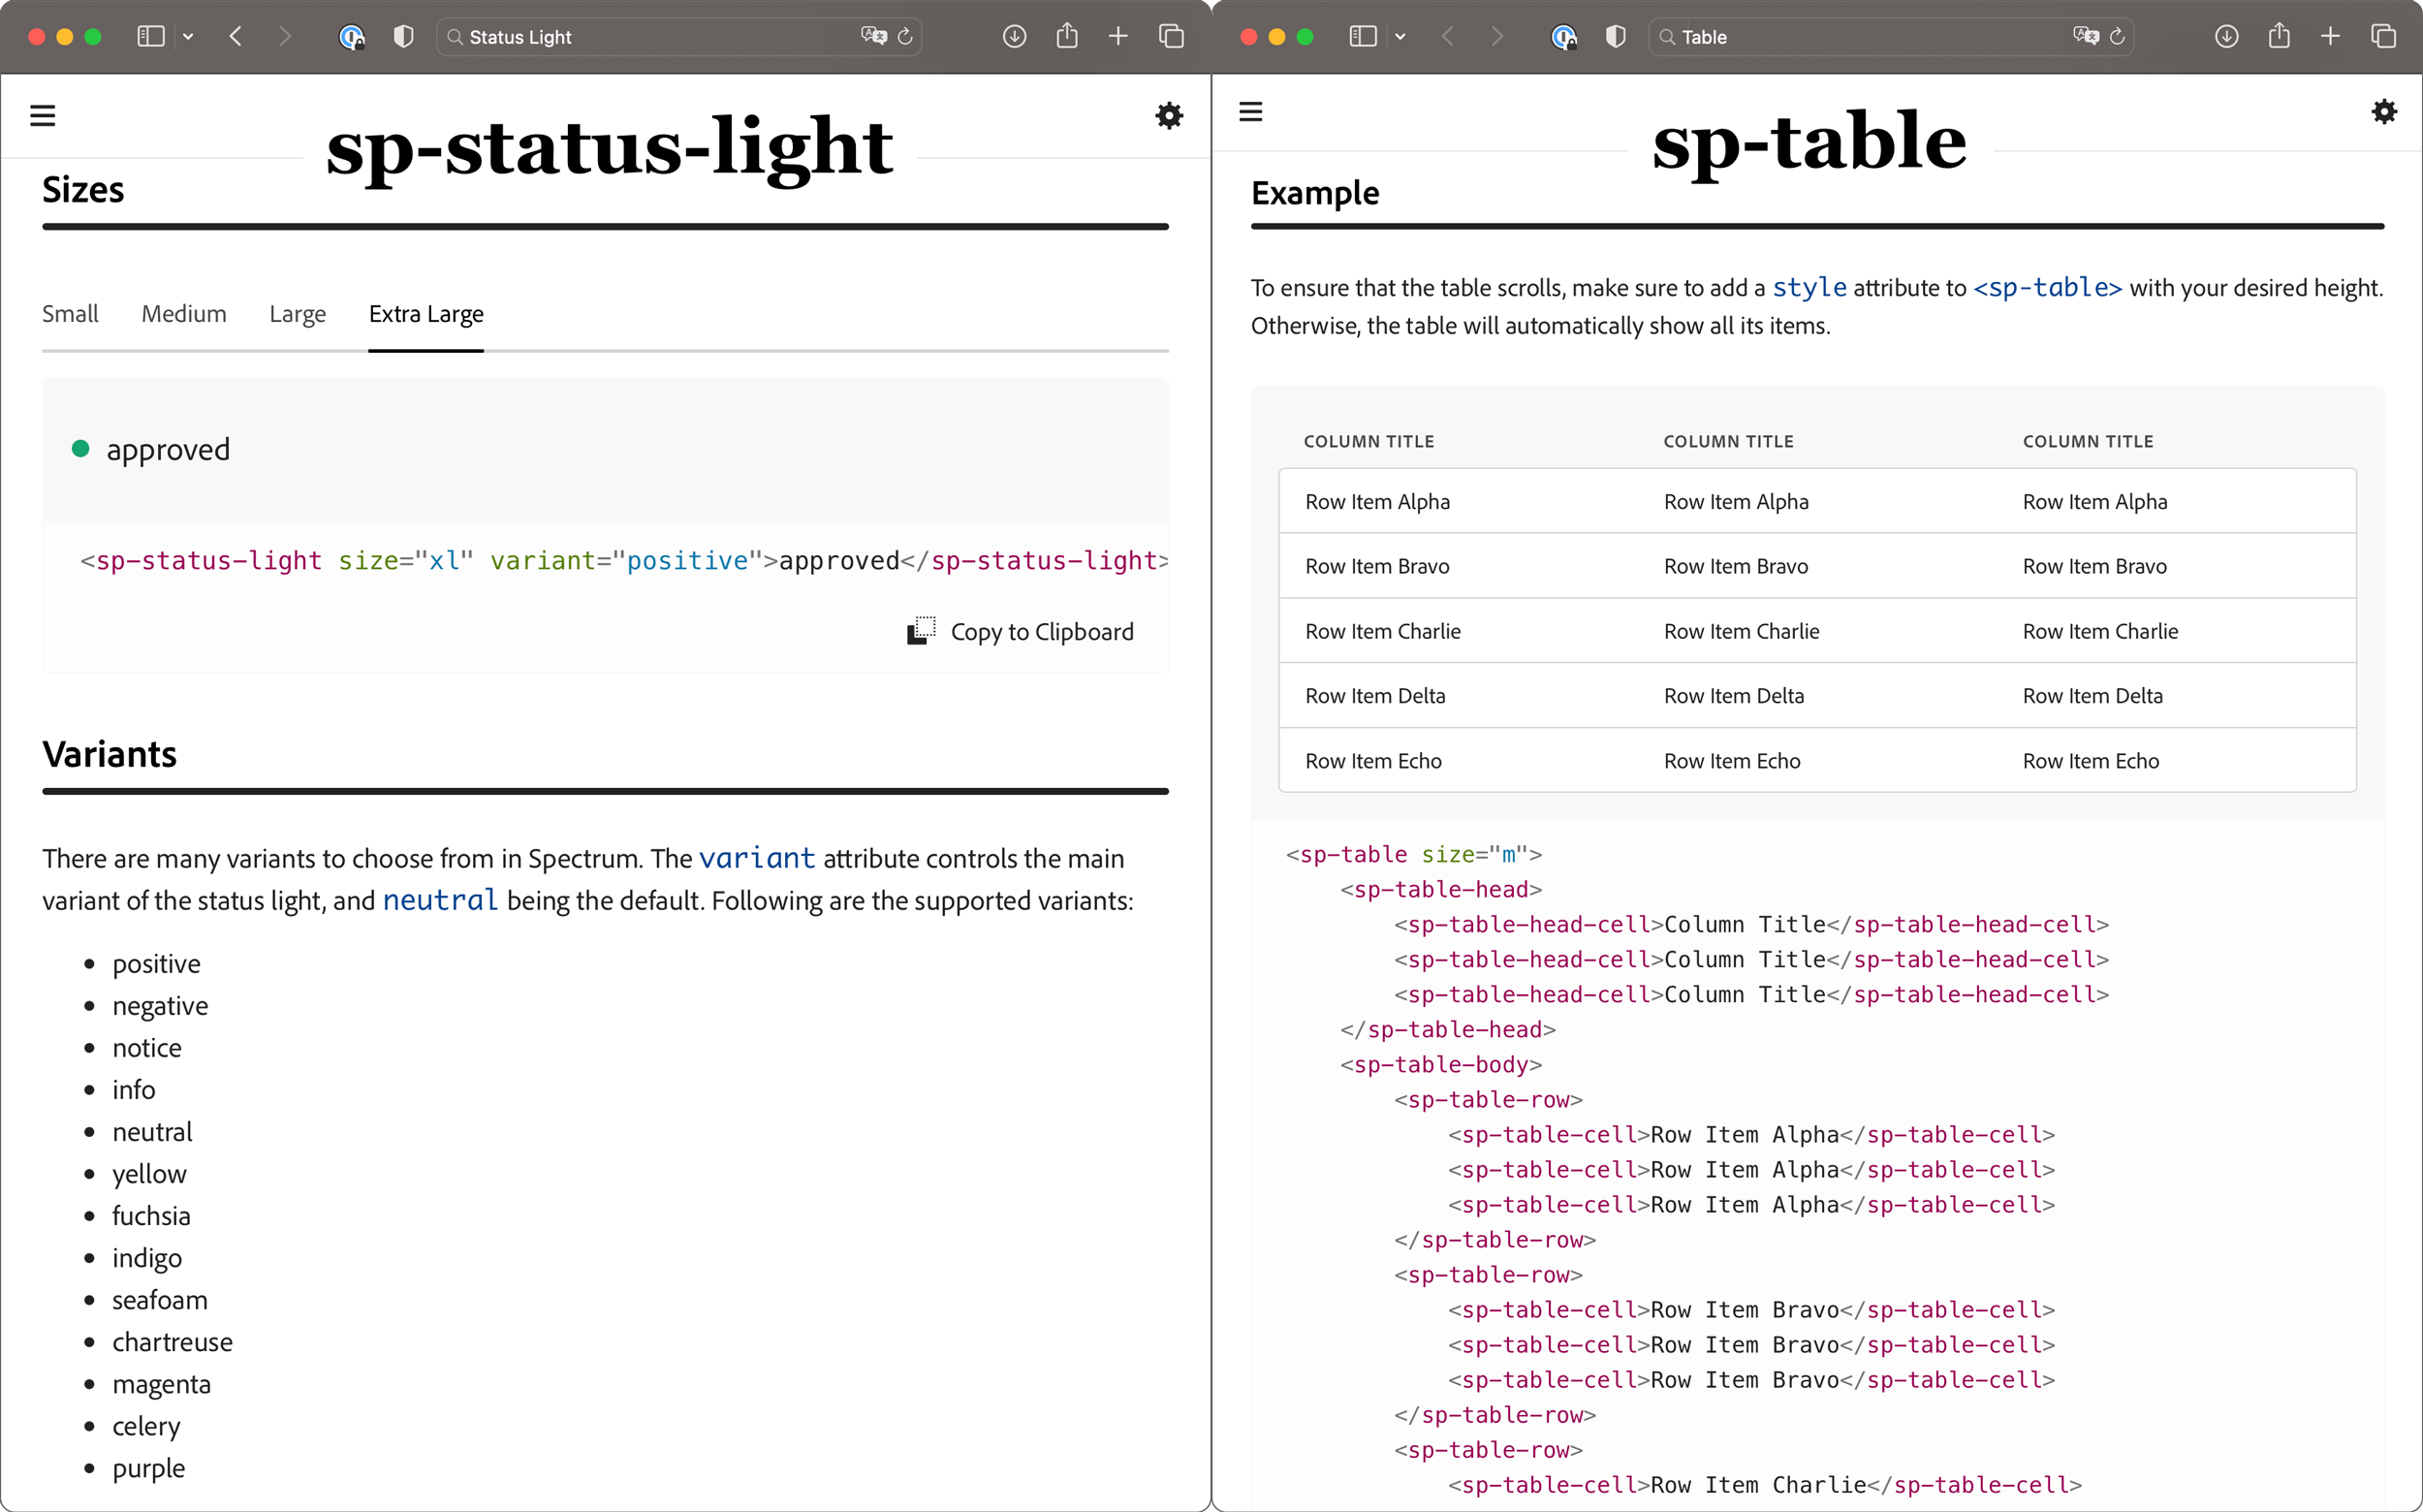 Status Light
sp-status-light
Sizes
Small Medium Large Extra Large
approved
<sp-status-light size="xl" variant="positive">approved</sp-status-light>
Copy to Clipboard
Variants
There are many variants to choose from in Spectrum. The variant attribute controls the main
variant of the status light, and neutral being the default. Following are the supported variants:
positive
negative
notice
info
neutral
yellow
fuchsia
indigo
seafoam
chartreuse
magenta
celery
purple
Table
sp-table
Example
To ensure that the table scrolls, make sure to add a style attribute to <sp-table> with your desired height.
Otherwise, the table will automatically show all its items.
COLUMN TITLE COLUMN TITLE COLUMN TITLE
Row Item Alpha Row Item Alpha Row Item Alpha
Row Item Bravo Row Item Bravo Row Item Bravo
Row Item Charlie Row Item Charlie Row Item Charlie
Row Item Delta Row Item Delta Row Item Delta
Row Item Echo Row Item Echo Row Item Echo
<sp-table size="m">
<sp-table-head>
<sp-table-head-cell>Column Title</sp-table-head-cell>
<sp-table-head-cell>Column Title</sp-table-head-cell>
<sp-table-head-cell>Column Title</sp-table-head-cell>
</sp-table-head>
<sp-table-body>
<sp-table-row>
<sp-table-cell>Row Item Alpha</sp-table-cell>
<sp-table-cell>Row Item Alpha</sp-table-cell>
<sp-table-cell>Row Item Alpha</sp-table-cell>
</sp-table-row>
<sp-table-row>
<sp-table-cell>Row Item Bravo</sp-table-cell>
<sp-table-cell>Row Item Bravo</sp-table-cell>
<sp-table-cell>Row Item Bravo</sp-table-cell>
</sp-table-row>
<sp-table-row>
<sp-table-cell>Row Item Charlie</sp-table-cell>